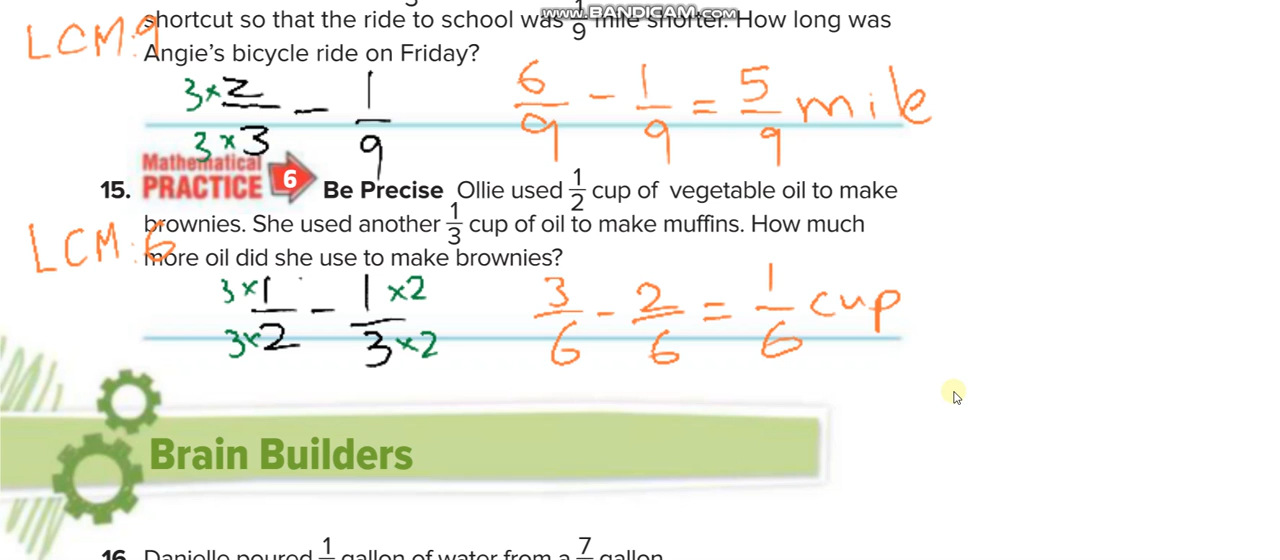 www.BANDICAM.com
shortcut so that the ride to school was 1/9 mile shorter. How long was
LCM:9
Angie's bicycle ride on Friday?
3×2/3×3 − 1/9 6/9 − 1/9 = 5/9 mile
Mathematical
15. PRACTICE 6 Be Precise Ollie used 1/2 cup of vegetable oil to make
brownies. She used another 1/3 cup of oil to make muffins. How much
LCM:6
more oil did she use to make brownies?
3×1/3×2 − 1×2/3×2 3/6 − 2/6 = 1/6 cup
Brain Builders
16. Danielle poured 1 gallon of water from a 7 gallon